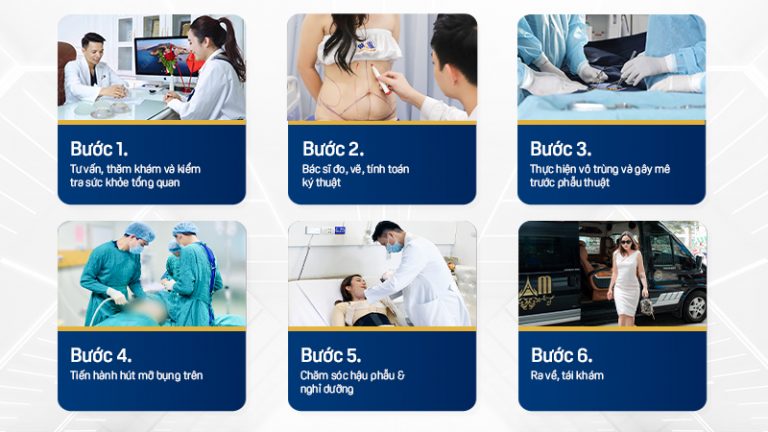 Bước 1.
Tư vấn, thăm khám và kiểm
tra sức khỏe tổng quan
Bước 2.
Bác sĩ đo, vẽ, tính toán
ký thuật
Bước 3.
Thực hiện vô trùng và gây mê
trước phẫu thuật
Bước 4.
Tiến hành hút mỡ bụng trên
Bước 5.
Chăm sóc hậu phẫu &
nghỉ dưỡng
Bước 6.
Ra về, tái khám